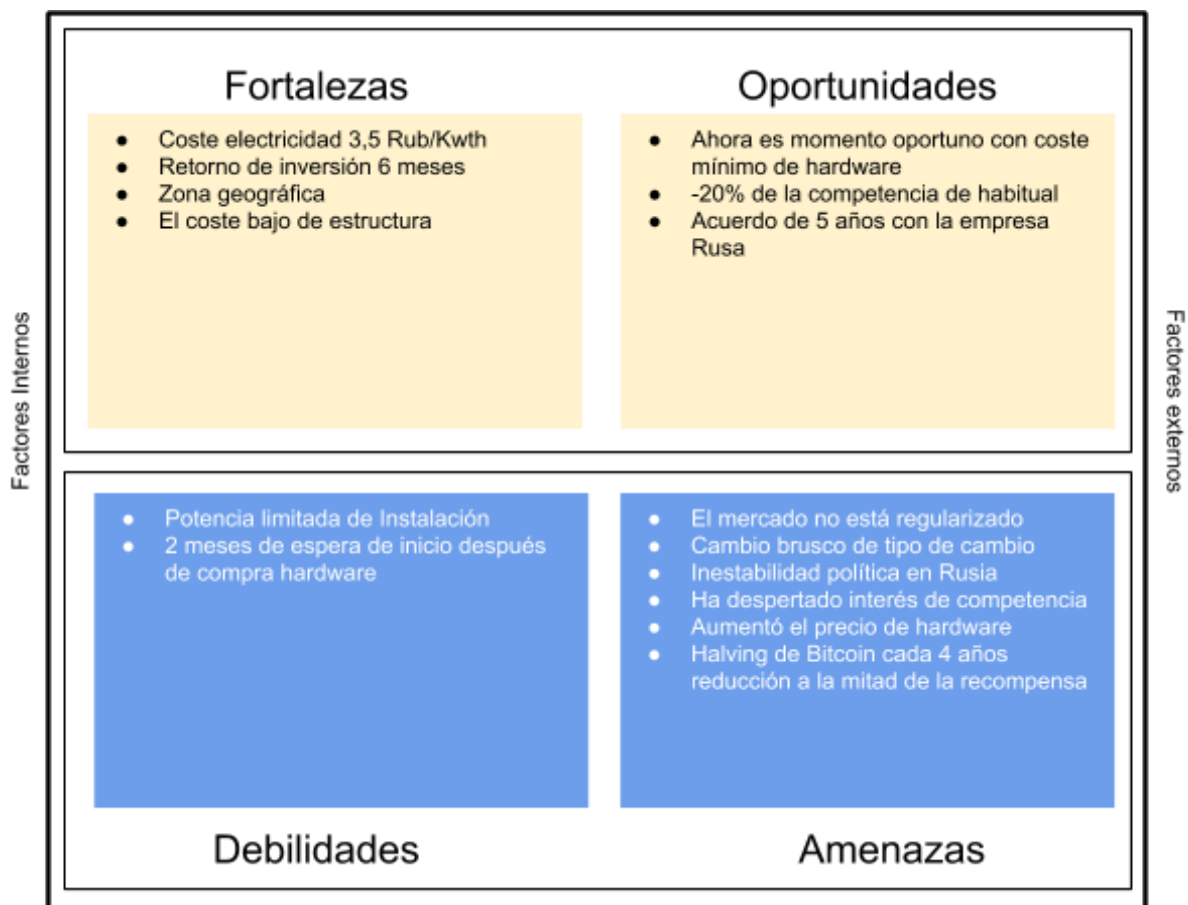 Fortalezas
● Coste electricidad 3,5 Rub/Kwth
● Retorno de inversión 6 meses
● Zona geográfica
● El coste bajo de estructura
Oportunidades
● Ahora es momento oportuno con coste
mínimo de hardware
● -20% de la competencia de habitual
● Acuerdo de 5 años con la empresa
Rusa
Factores Internos
Factores externos
● Potencia limitada de Instalación
● 2 meses de espera de inicio después
de compra hardware
Debilidades
● El mercado no está regularizado
● Cambio brusco de tipo de cambio
● Inestabilidad política en Rusia
● Ha despertado interés de competencia
● Aumentó el precio de hardware
● Halving de Bitcoin cada 4 años
reducción a la mitad de la recompensa
Amenazas